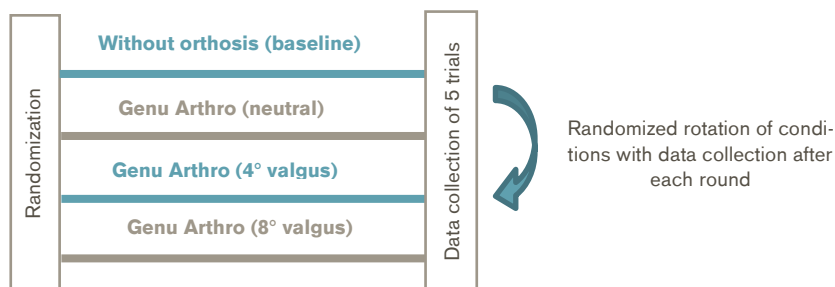 Randomization
Without orthosis (baseline)
Genu Arthro (neutral)
Genu Arthro (4° valgus)
Genu Arthro (8° valgus)
Data collection of 5 trials
Randomized rotation of condi-
tions with data collection after
each round